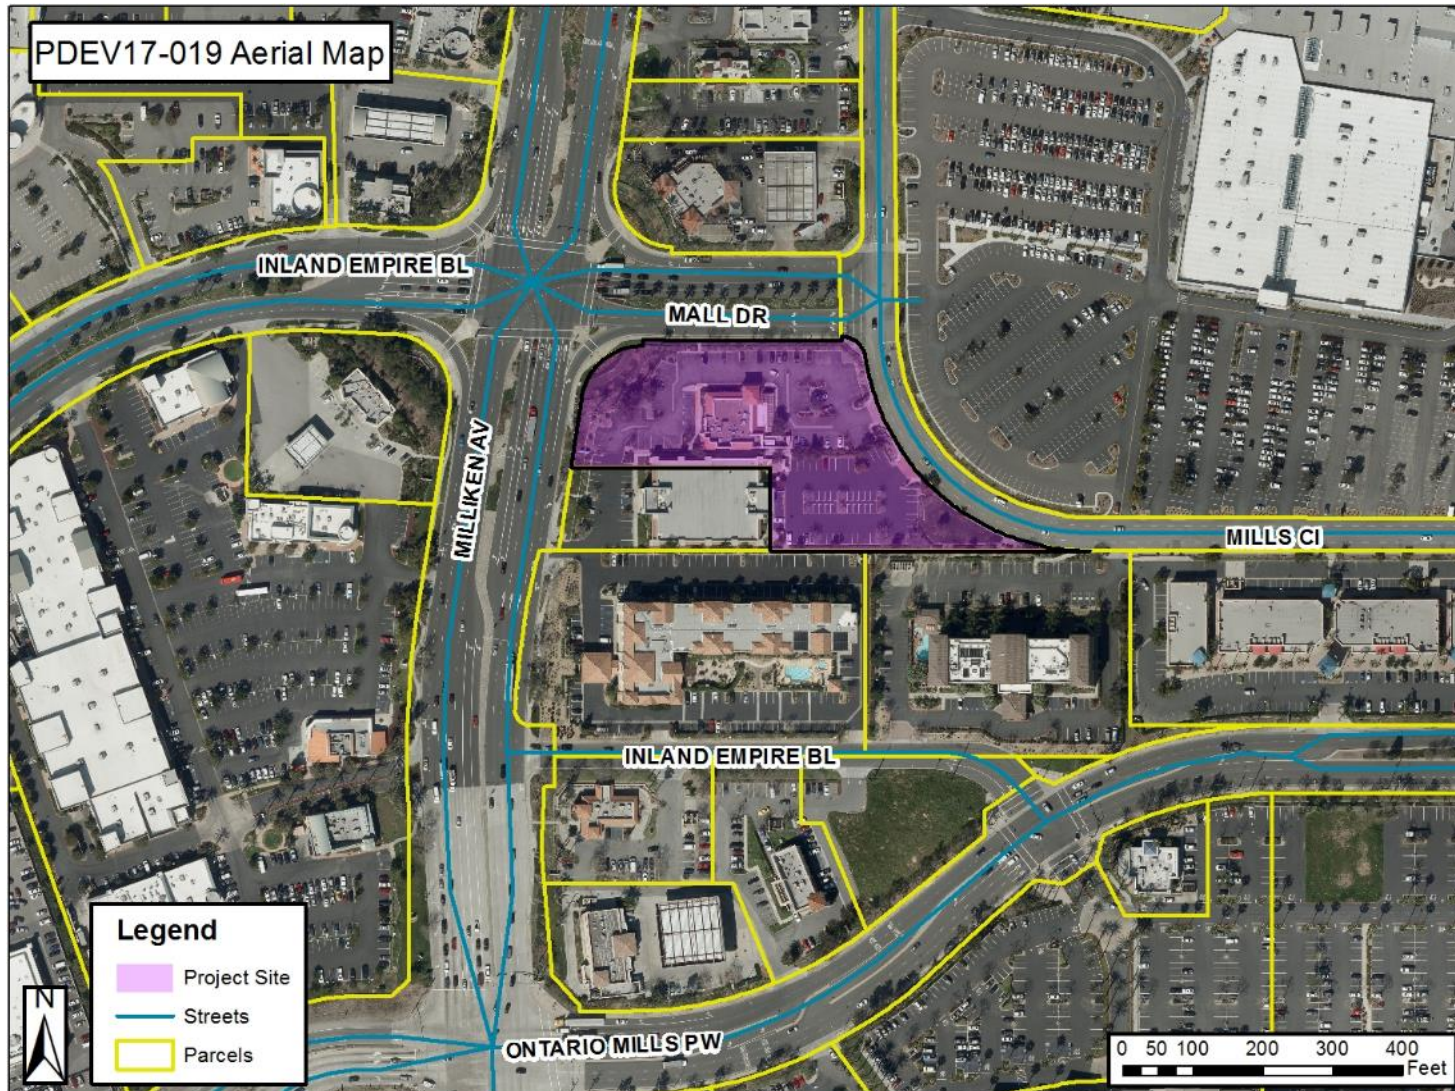 PDEV17-019 Aerial Map
INLAND EMPIRE BL
MALL DR
MILLIKEN AV
MILLS CI
INLAND EMPIRE BL
ONTARIO MILLS PW
Legend
Project Site
Streets
Parcels
N
0 50 100 200 300 400
Feet